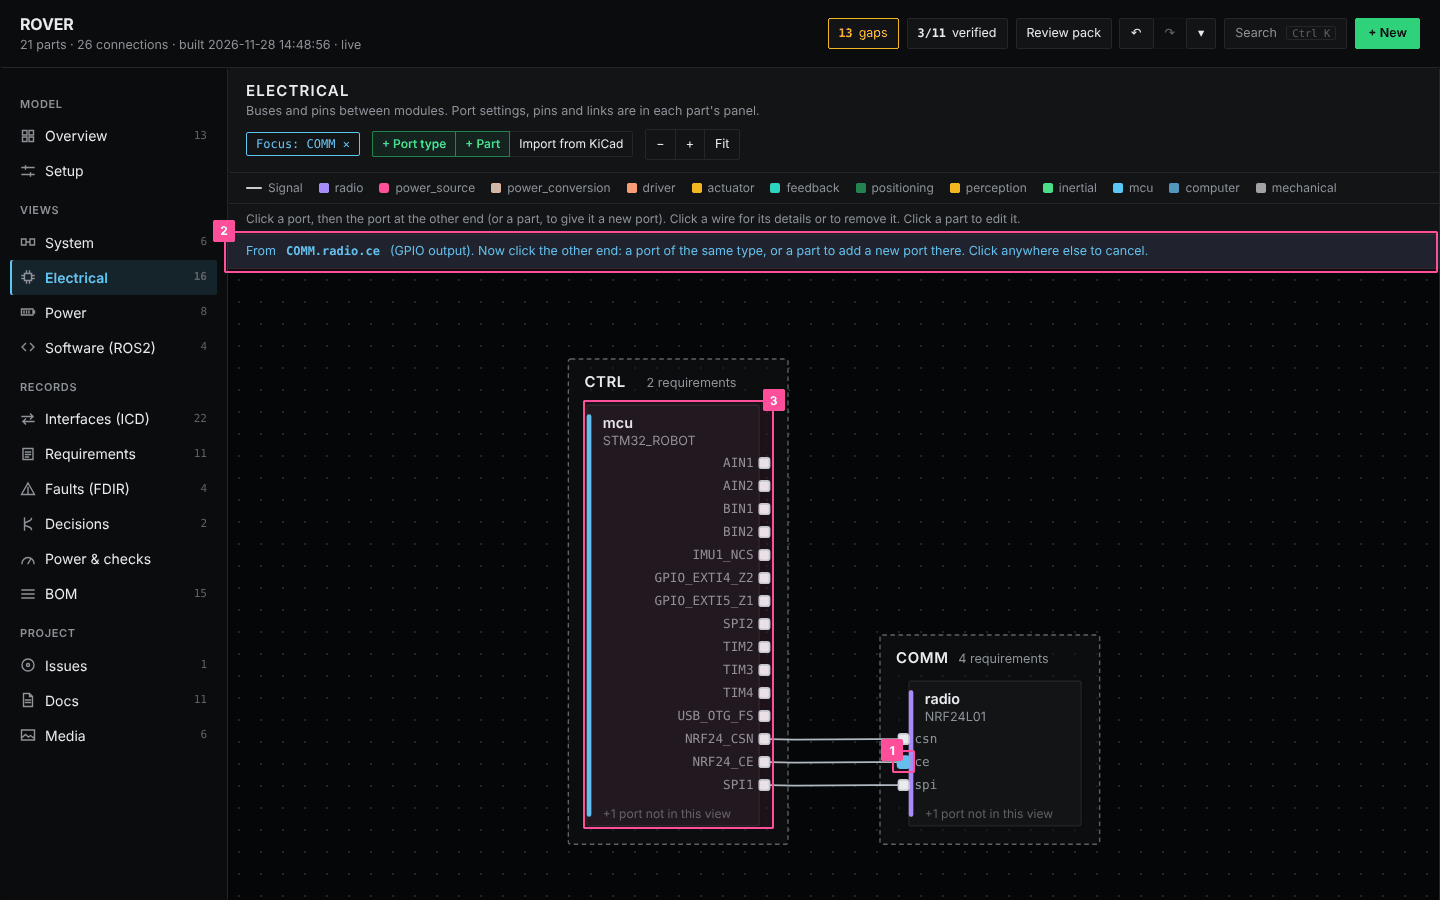 ROVER
21 parts · 26 connections · built 2026-11-28 14:48:56 · live
13 gaps
3/11 verified
Review pack
↶
↷
▾
Search Ctrl K
+ New
MODEL
Overview 13
Setup
VIEWS
System 6
Electrical 16
Power 8
Software (ROS2) 4
RECORDS
Interfaces (ICD) 22
Requirements 11
Faults (FDIR) 4
Decisions 2
Power & checks
BOM 15
PROJECT
Issues 1
Docs 11
Media 6
ELECTRICAL
Buses and pins between modules. Port settings, pins and links are in each part's panel.
Focus: COMM ×
+ Port type
+ Part
Import from KiCad
−
+
Fit
Signal radio power_source power_conversion driver actuator feedback positioning perception inertial mcu computer mechanical
Click a port, then the port at the other end (or a part, to give it a new port). Click a wire for its details or to remove it. Click a part to edit it.
2
From COMM.radio.ce (GPIO output). Now click the other end: a port of the same type, or a part to add a new port there. Click anywhere else to cancel.
CTRL 2 requirements
3
mcu
STM32_ROBOT
AIN1
AIN2
BIN1
BIN2
IMU1_NCS
GPIO_EXTI4_Z2
GPIO_EXTI5_Z1
SPI2
TIM2
TIM3
TIM4
USB_OTG_FS
NRF24_CSN
NRF24_CE
SPI1
+1 port not in this view
COMM 4 requirements
radio
NRF24L01
csn
1
ce
spi
+1 port not in this view